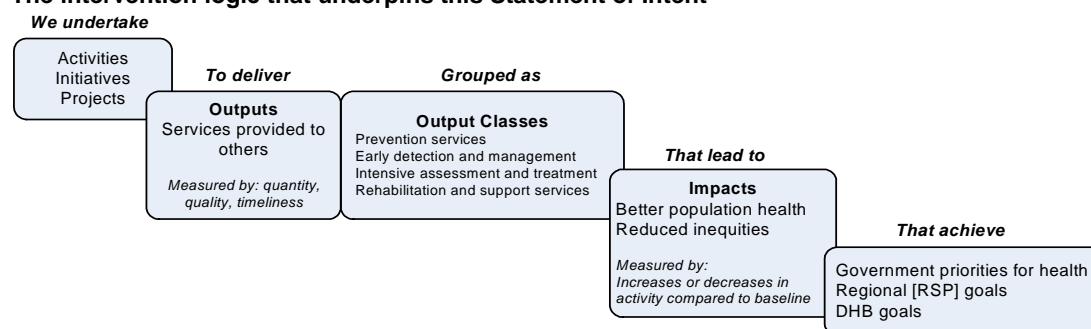 The intervention logic that underpins this Statement of Intent
We undertake
Activities
Initiatives
Projects
To deliver
Outputs
Services provided to
others
Measured by: quantity,
quality, timeliness
Grouped as
Output Classes
Prevention services
Early detection and management
Intensive assessment and treatment
Rehabilitation and support services
That lead to
Impacts
Better population health
Reduced inequities
Measured by:
Increases or decreases in
activity compared to baseline
That achieve
Government priorities for health
Regional [RSP] goals
DHB goals